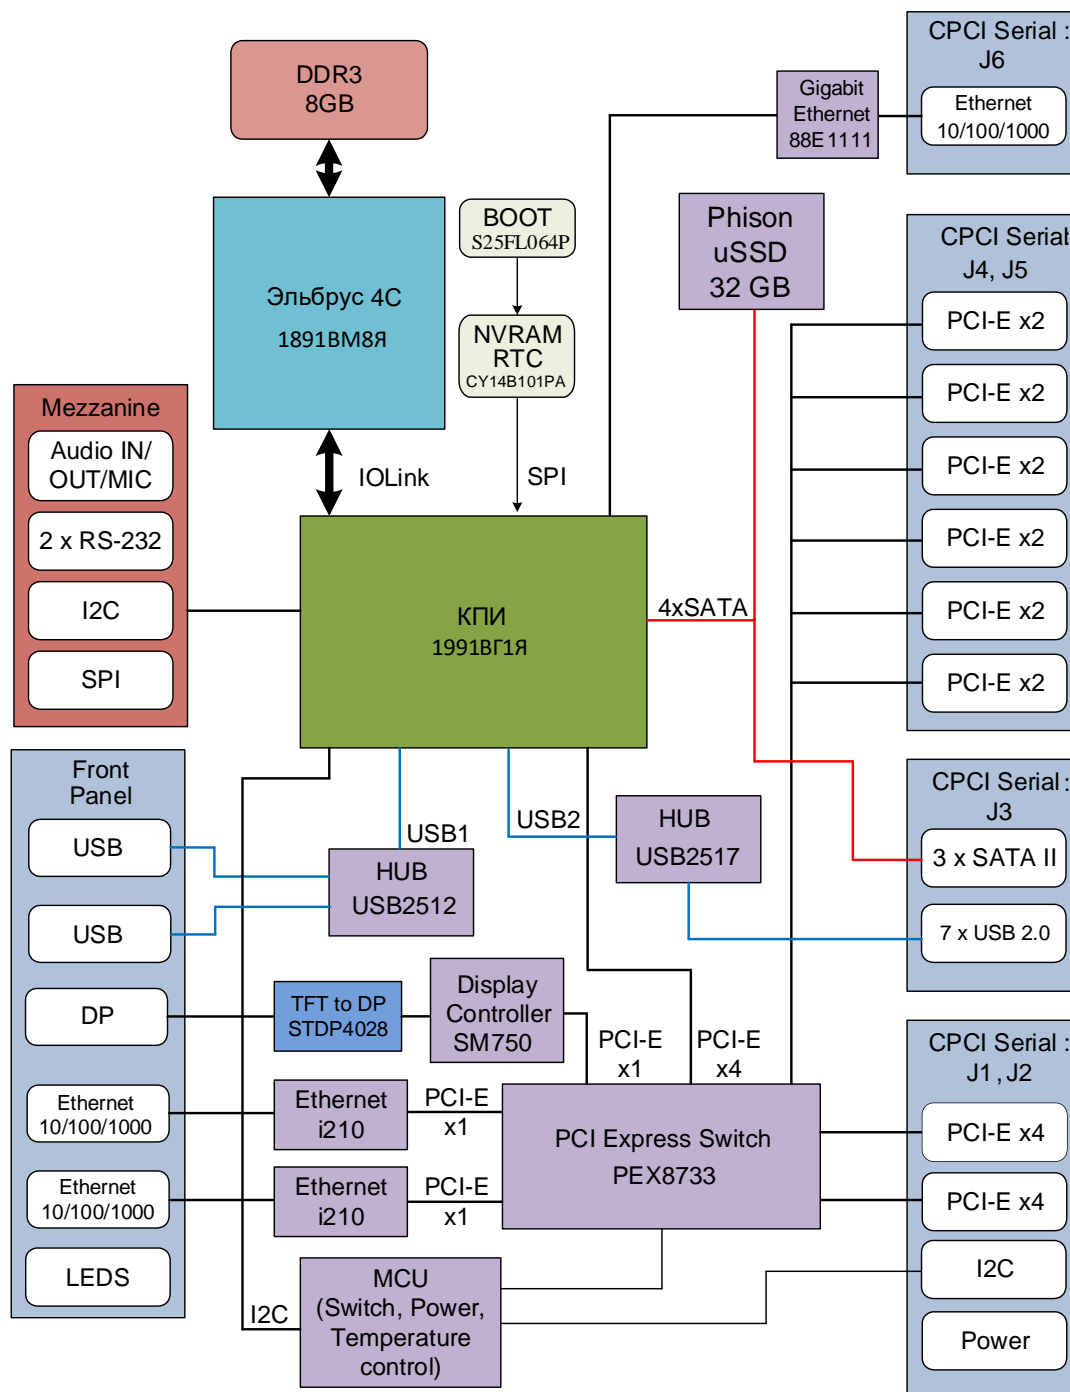 DDR3
8GB
Gigabit
Ethernet
88E1111
CPCI Serial :
J6
Ethernet
10/100/1000
Эльбрус 4С
1891ВМ8Я
BOOT
S25FL064P
NVRAM
RTC
CY14B101PA
Phison
uSSD
32 GB
CPCI Serial
J4, J5
PCI-E x2
PCI-E x2
PCI-E x2
PCI-E x2
PCI-E x2
PCI-E x2
Mezzanine
Audio IN/
OUT/MIC
2 x RS-232
I2C
SPI
IOLink
SPI
КПИ
1991ВГ1Я
4xSATA
Front
Panel
USB
USB
DP
Ethernet
10/100/1000
Ethernet
10/100/1000
LEDS
USB1
HUB
USB2512
USB2
HUB
USB2517
CPCI Serial :
J3
3 x SATA II
7 x USB 2.0
TFT to DP
STDP4028
Display
Controller
SM750
PCI-E
x1
PCI-E
x4
Ethernet
i210
PCI-E
x1
Ethernet
i210
PCI-E
x1
PCI Express Switch
PEX8733
CPCI Serial :
J1 , J2
PCI-E x4
PCI-E x4
I2C
Power
I2C
MCU
(Switch, Power,
Temperature
control)